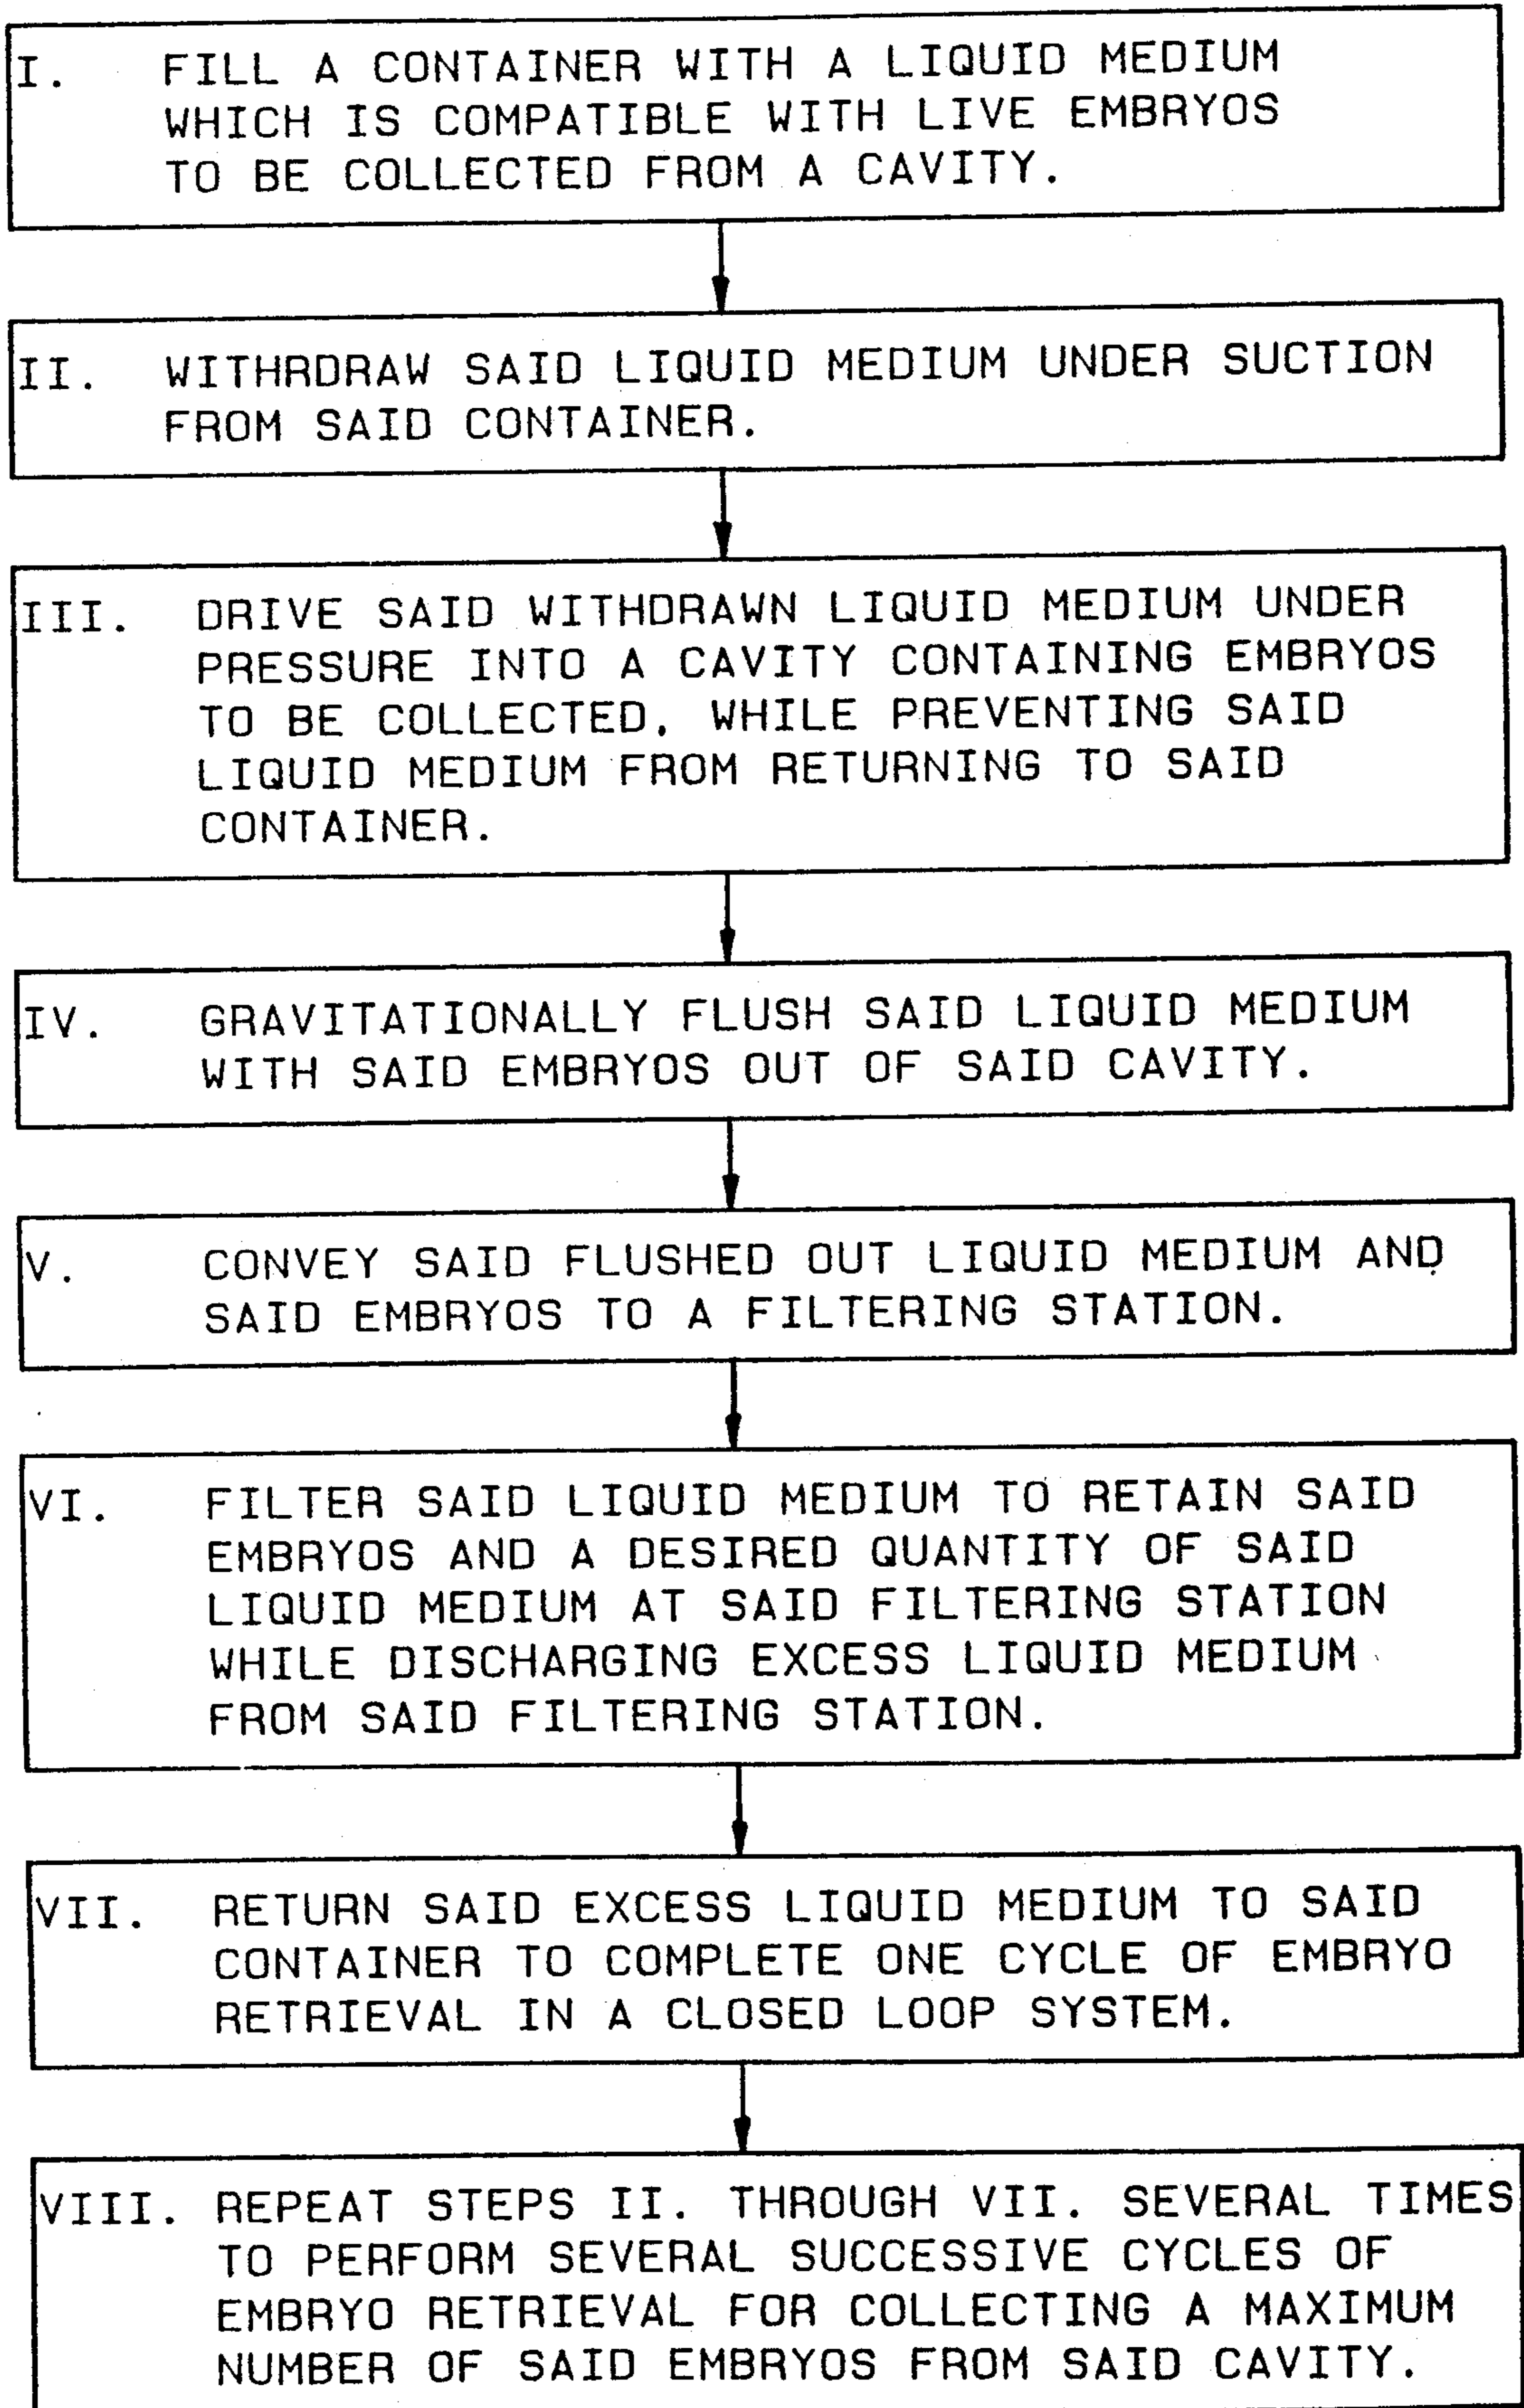 I. FILL A CONTAINER WITH A LIQUID MEDIUM
WHICH IS COMPATIBLE WITH LIVE EMBRYOS
TO BE COLLECTED FROM A CAVITY.
II. WITHRDRAW SAID LIQUID MEDIUM UNDER SUCTION
FROM SAID CONTAINER.
III. DRIVE SAID WITHDRAWN LIQUID MEDIUM UNDER
PRESSURE INTO A CAVITY CONTAINING EMBRYOS
TO BE COLLECTED, WHILE PREVENTING SAID
LIQUID MEDIUM FROM RETURNING TO SAID
CONTAINER.
IV. GRAVITATIONALLY FLUSH SAID LIQUID MEDIUM
WITH SAID EMBRYOS OUT OF SAID CAVITY.
V. CONVEY SAID FLUSHED OUT LIQUID MEDIUM AND
SAID EMBRYOS TO A FILTERING STATION.
VI. FILTER SAID LIQUID MEDIUM TO RETAIN SAID
EMBRYOS AND A DESIRED QUANTITY OF SAID
LIQUID MEDIUM AT SAID FILTERING STATION
WHILE DISCHARGING EXCESS LIQUID MEDIUM
FROM SAID FILTERING STATION.
VII. RETURN SAID EXCESS LIQUID MEDIUM TO SAID
CONTAINER TO COMPLETE ONE CYCLE OF EMBRYO
RETRIEVAL IN A CLOSED LOOP SYSTEM.
VIII. REPEAT STEPS II. THROUGH VII. SEVERAL TIMES
TO PERFORM SEVERAL SUCCESSIVE CYCLES OF
EMBRYO RETRIEVAL FOR COLLECTING A MAXIMUM
NUMBER OF SAID EMBRYOS FROM SAID CAVITY.